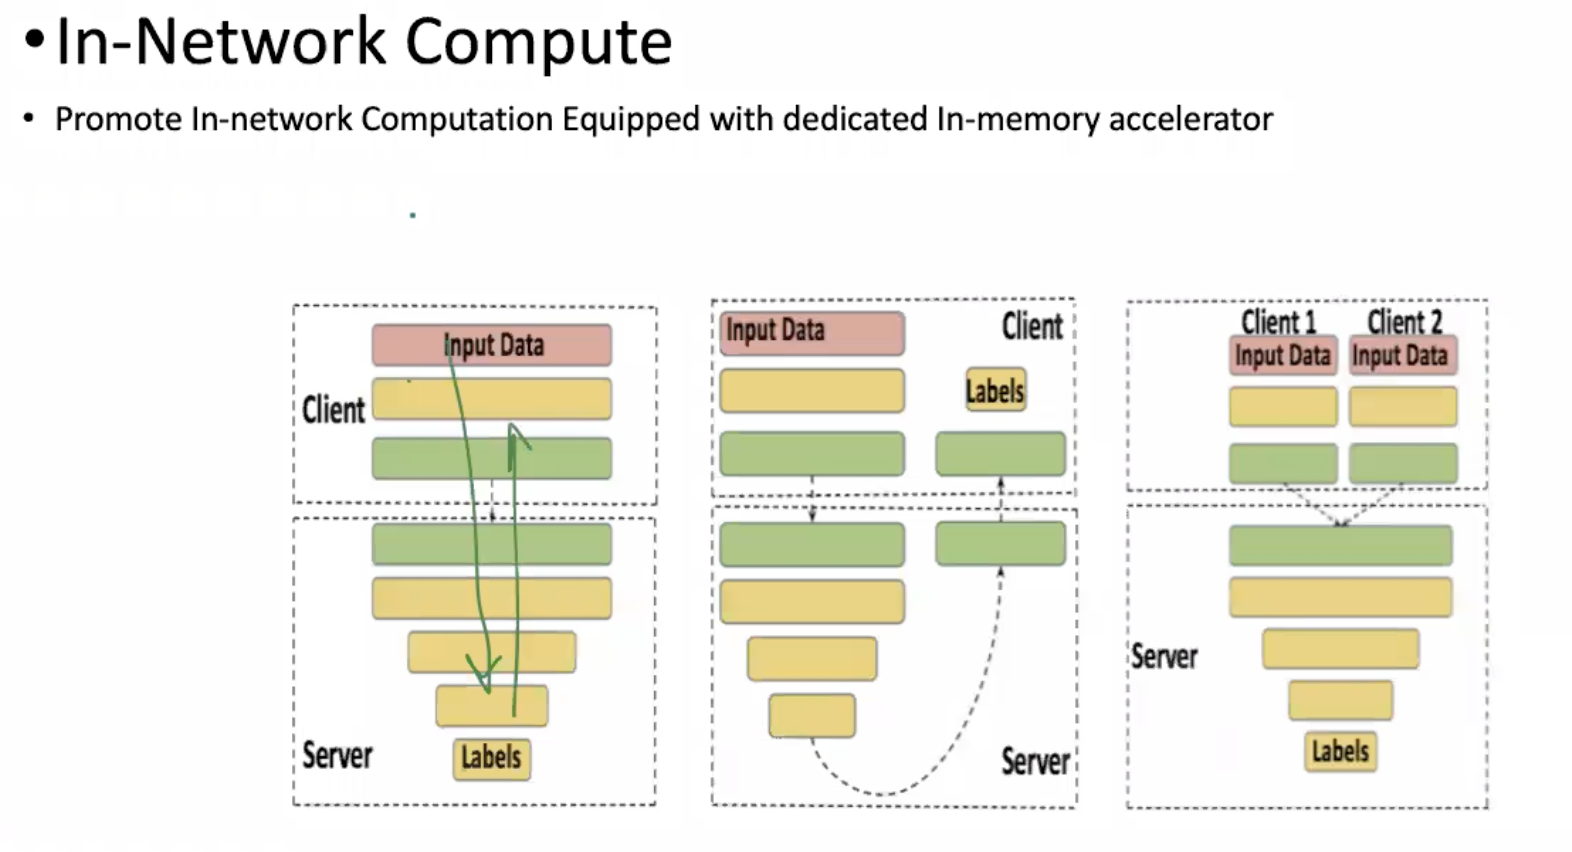 •In-Network Compute
• Promote In-network Computation Equipped with dedicated In-memory accelerator
Input Data
Client
Server
Labels
Input Data
Client
Labels
Server
Client 1 Client 2
Input Data Input Data
Server
Labels